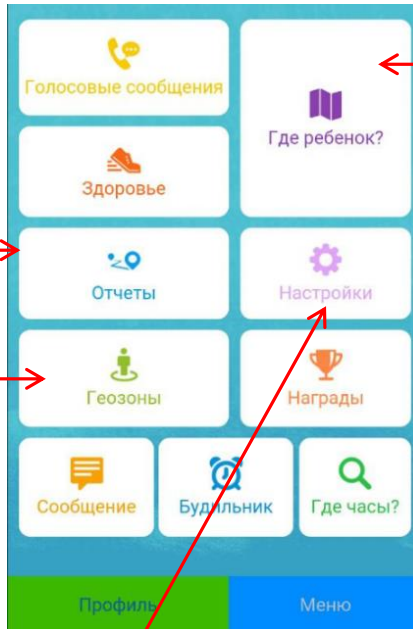 Голосовые сообщения
Где ребенок?
Здоровье
Отчеты
Настройки
Геозоны
Награды
Сообщение
Будильник
Где часы?
Профиль
Меню